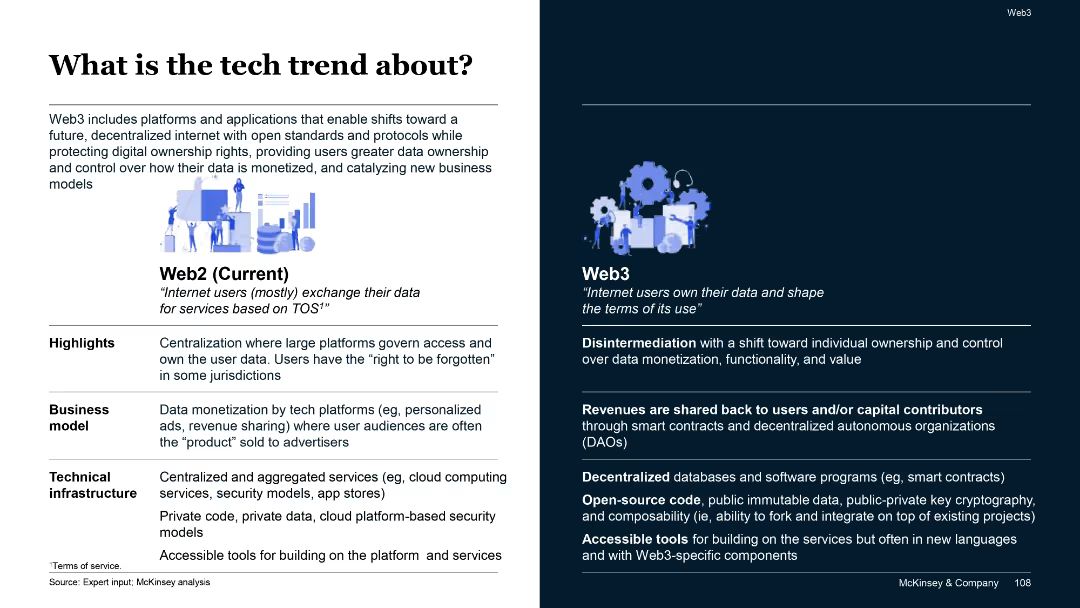 Web3
What is the tech trend about?
Web3 includes platforms and applications that enable shifts toward a
future, decentralized internet with open standards and protocols while
protecting digital ownership rights, providing users greater data ownership
and control over how their data is monetized, and catalyzing new business
models
Web2 (Current)
“Internet users (mostly) exchange their data
for services based on TOS¹”
Web3
“Internet users own their data and shape
the terms of its use”
Highlights
Centralization where large platforms govern access and
own the user data. Users have the “right to be forgotten”
in some jurisdictions
Disintermediation with a shift toward individual ownership and control
over data monetization, functionality, and value
Business
model
Data monetization by tech platforms (eg, personalized
ads, revenue sharing) where user audiences are often
the “product” sold to advertisers
Revenues are shared back to users and/or capital contributors
through smart contracts and decentralized autonomous organizations
(DAOs)
Technical
infrastructure
Centralized and aggregated services (eg, cloud computing
services, security models, app stores)
Private code, private data, cloud platform-based security
models
Accessible tools for building on the platform and services
Decentralized databases and software programs (eg, smart contracts)
Open-source code, public immutable data, public-private key cryptography,
and composability (ie, ability to fork and integrate on top of existing projects)
Accessible tools for building on the services but often in new languages
and with Web3-specific components
¹Terms of service.
Source: Expert input; McKinsey analysis
McKinsey & Company 108